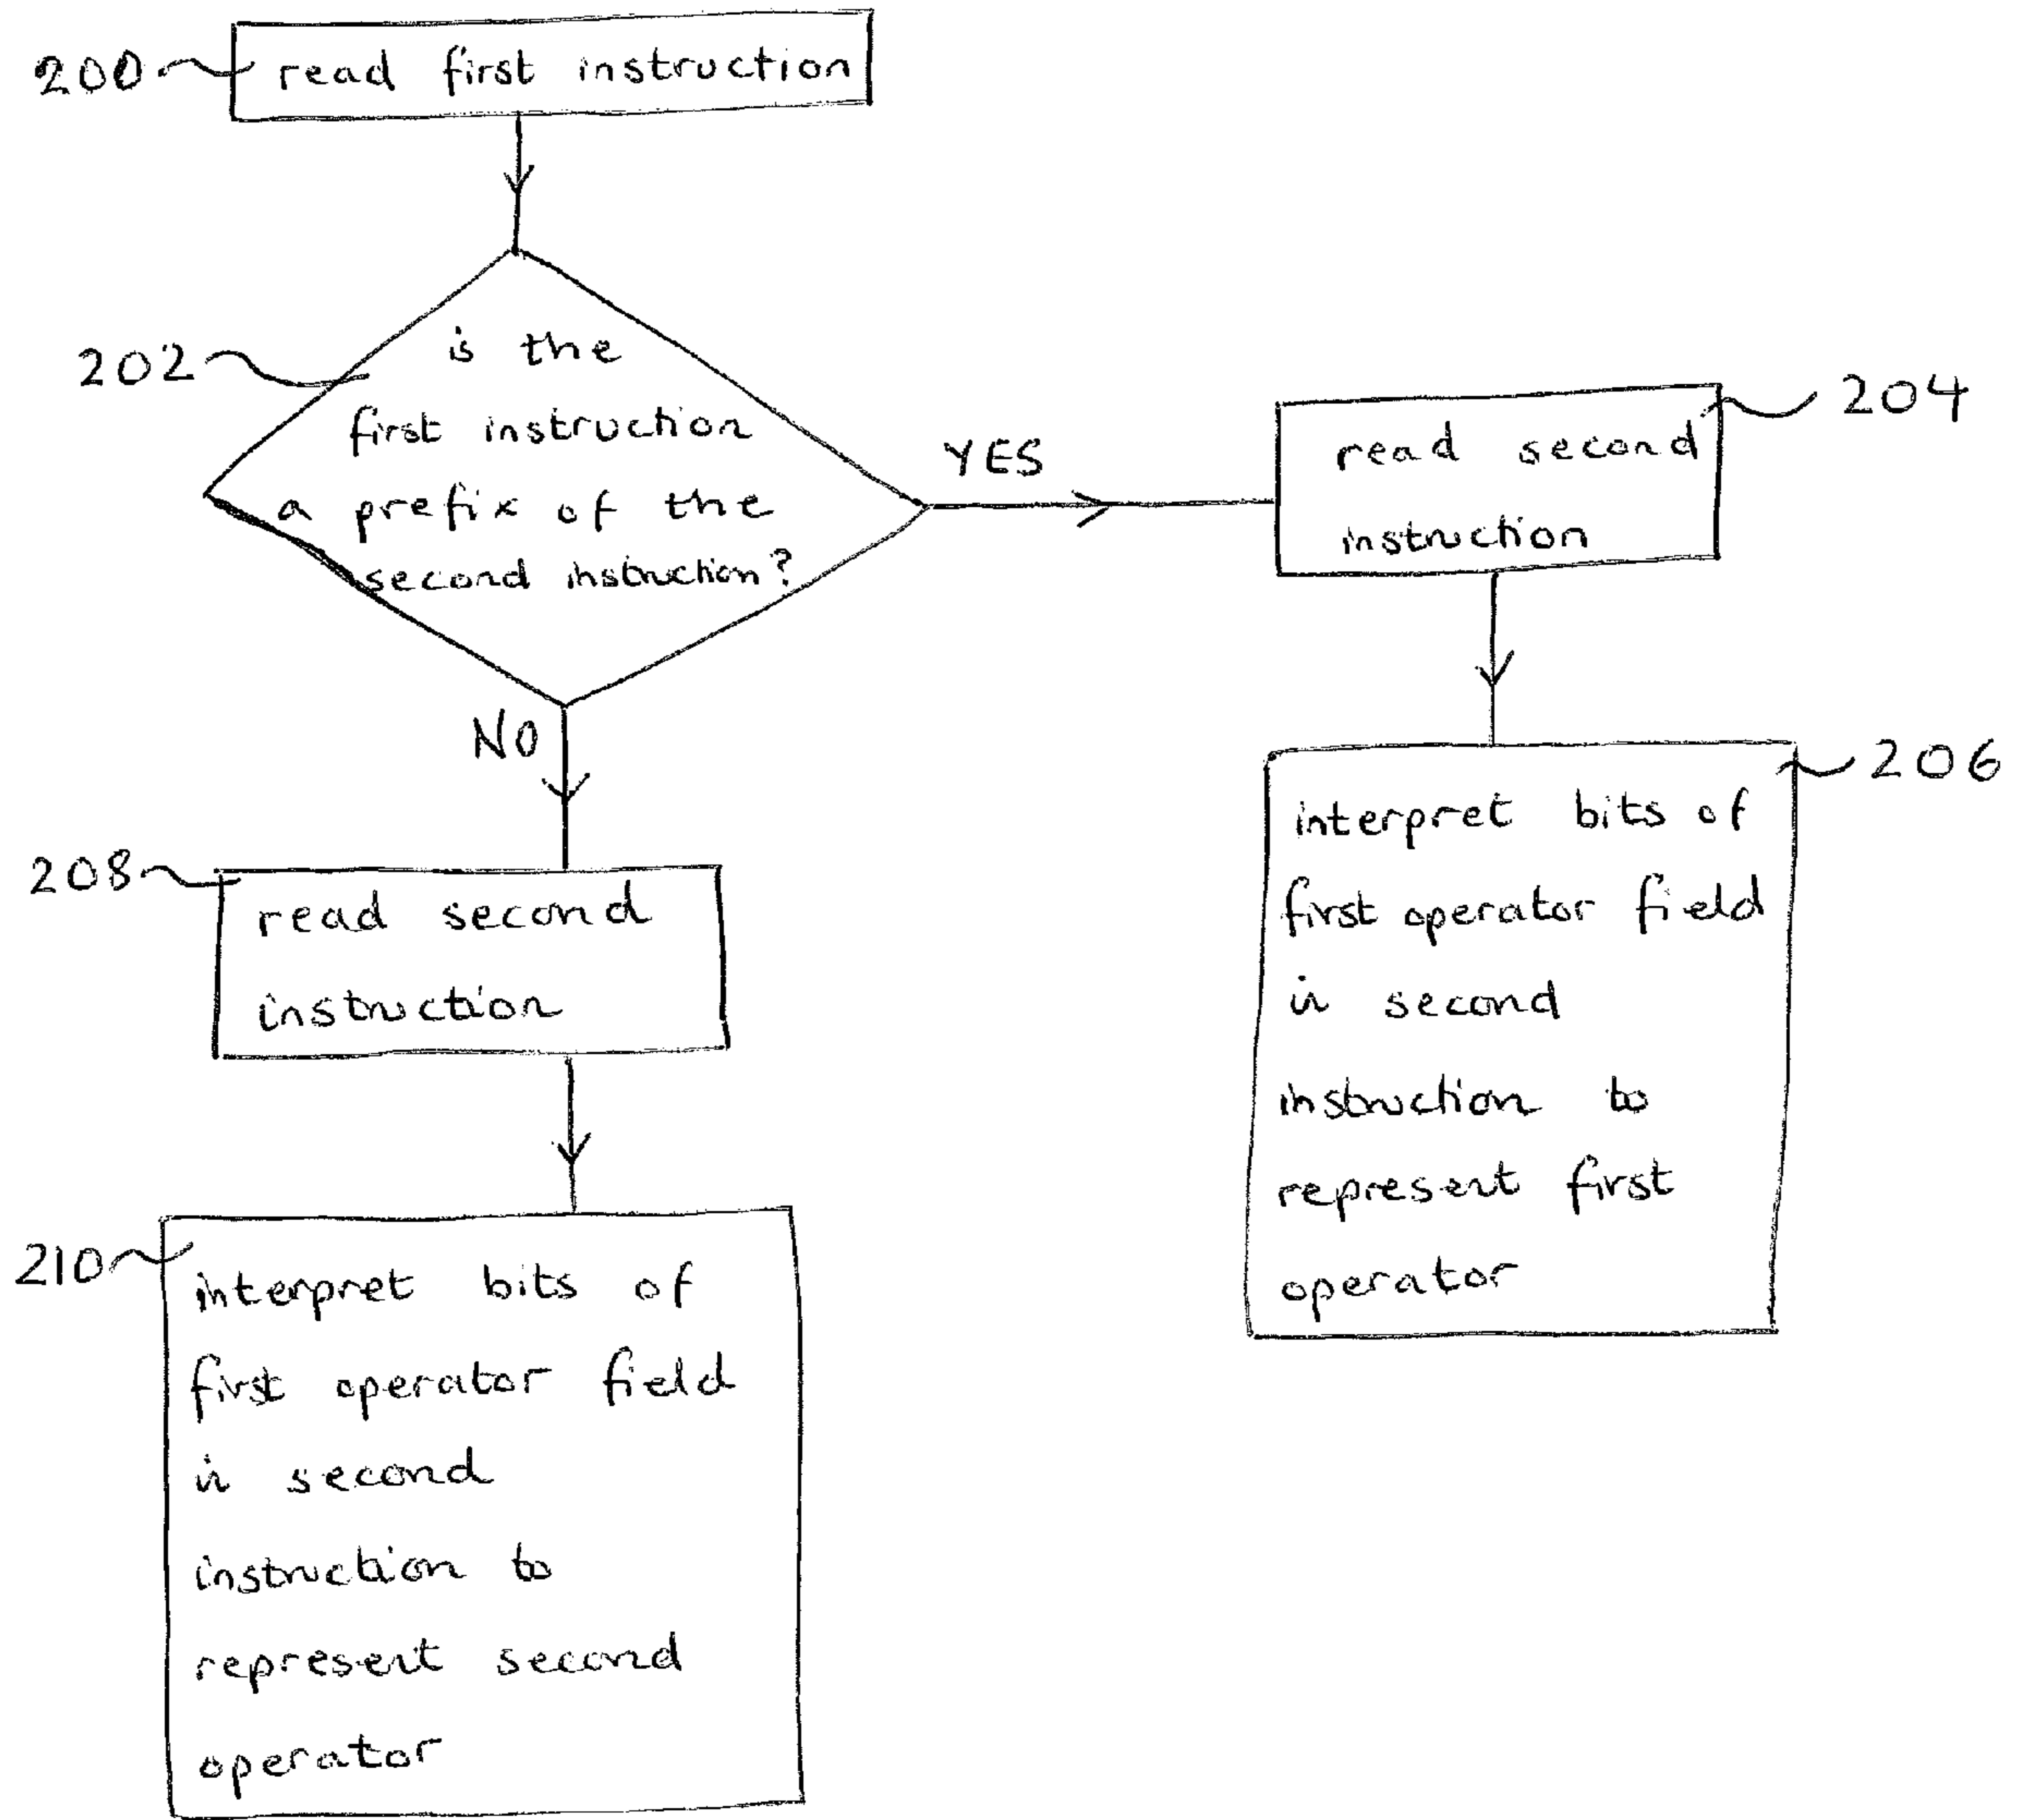 200
read first instruction
202
is the
first instruction
a prefix of the
second instruction?
YES
204
read second
instruction
206
interpret bits of
first operator field
in second
instruction to
represent first
operator
NO
208
read second
instruction
210
interpret bits of
first operator field
in second
instruction to
represent second
operator